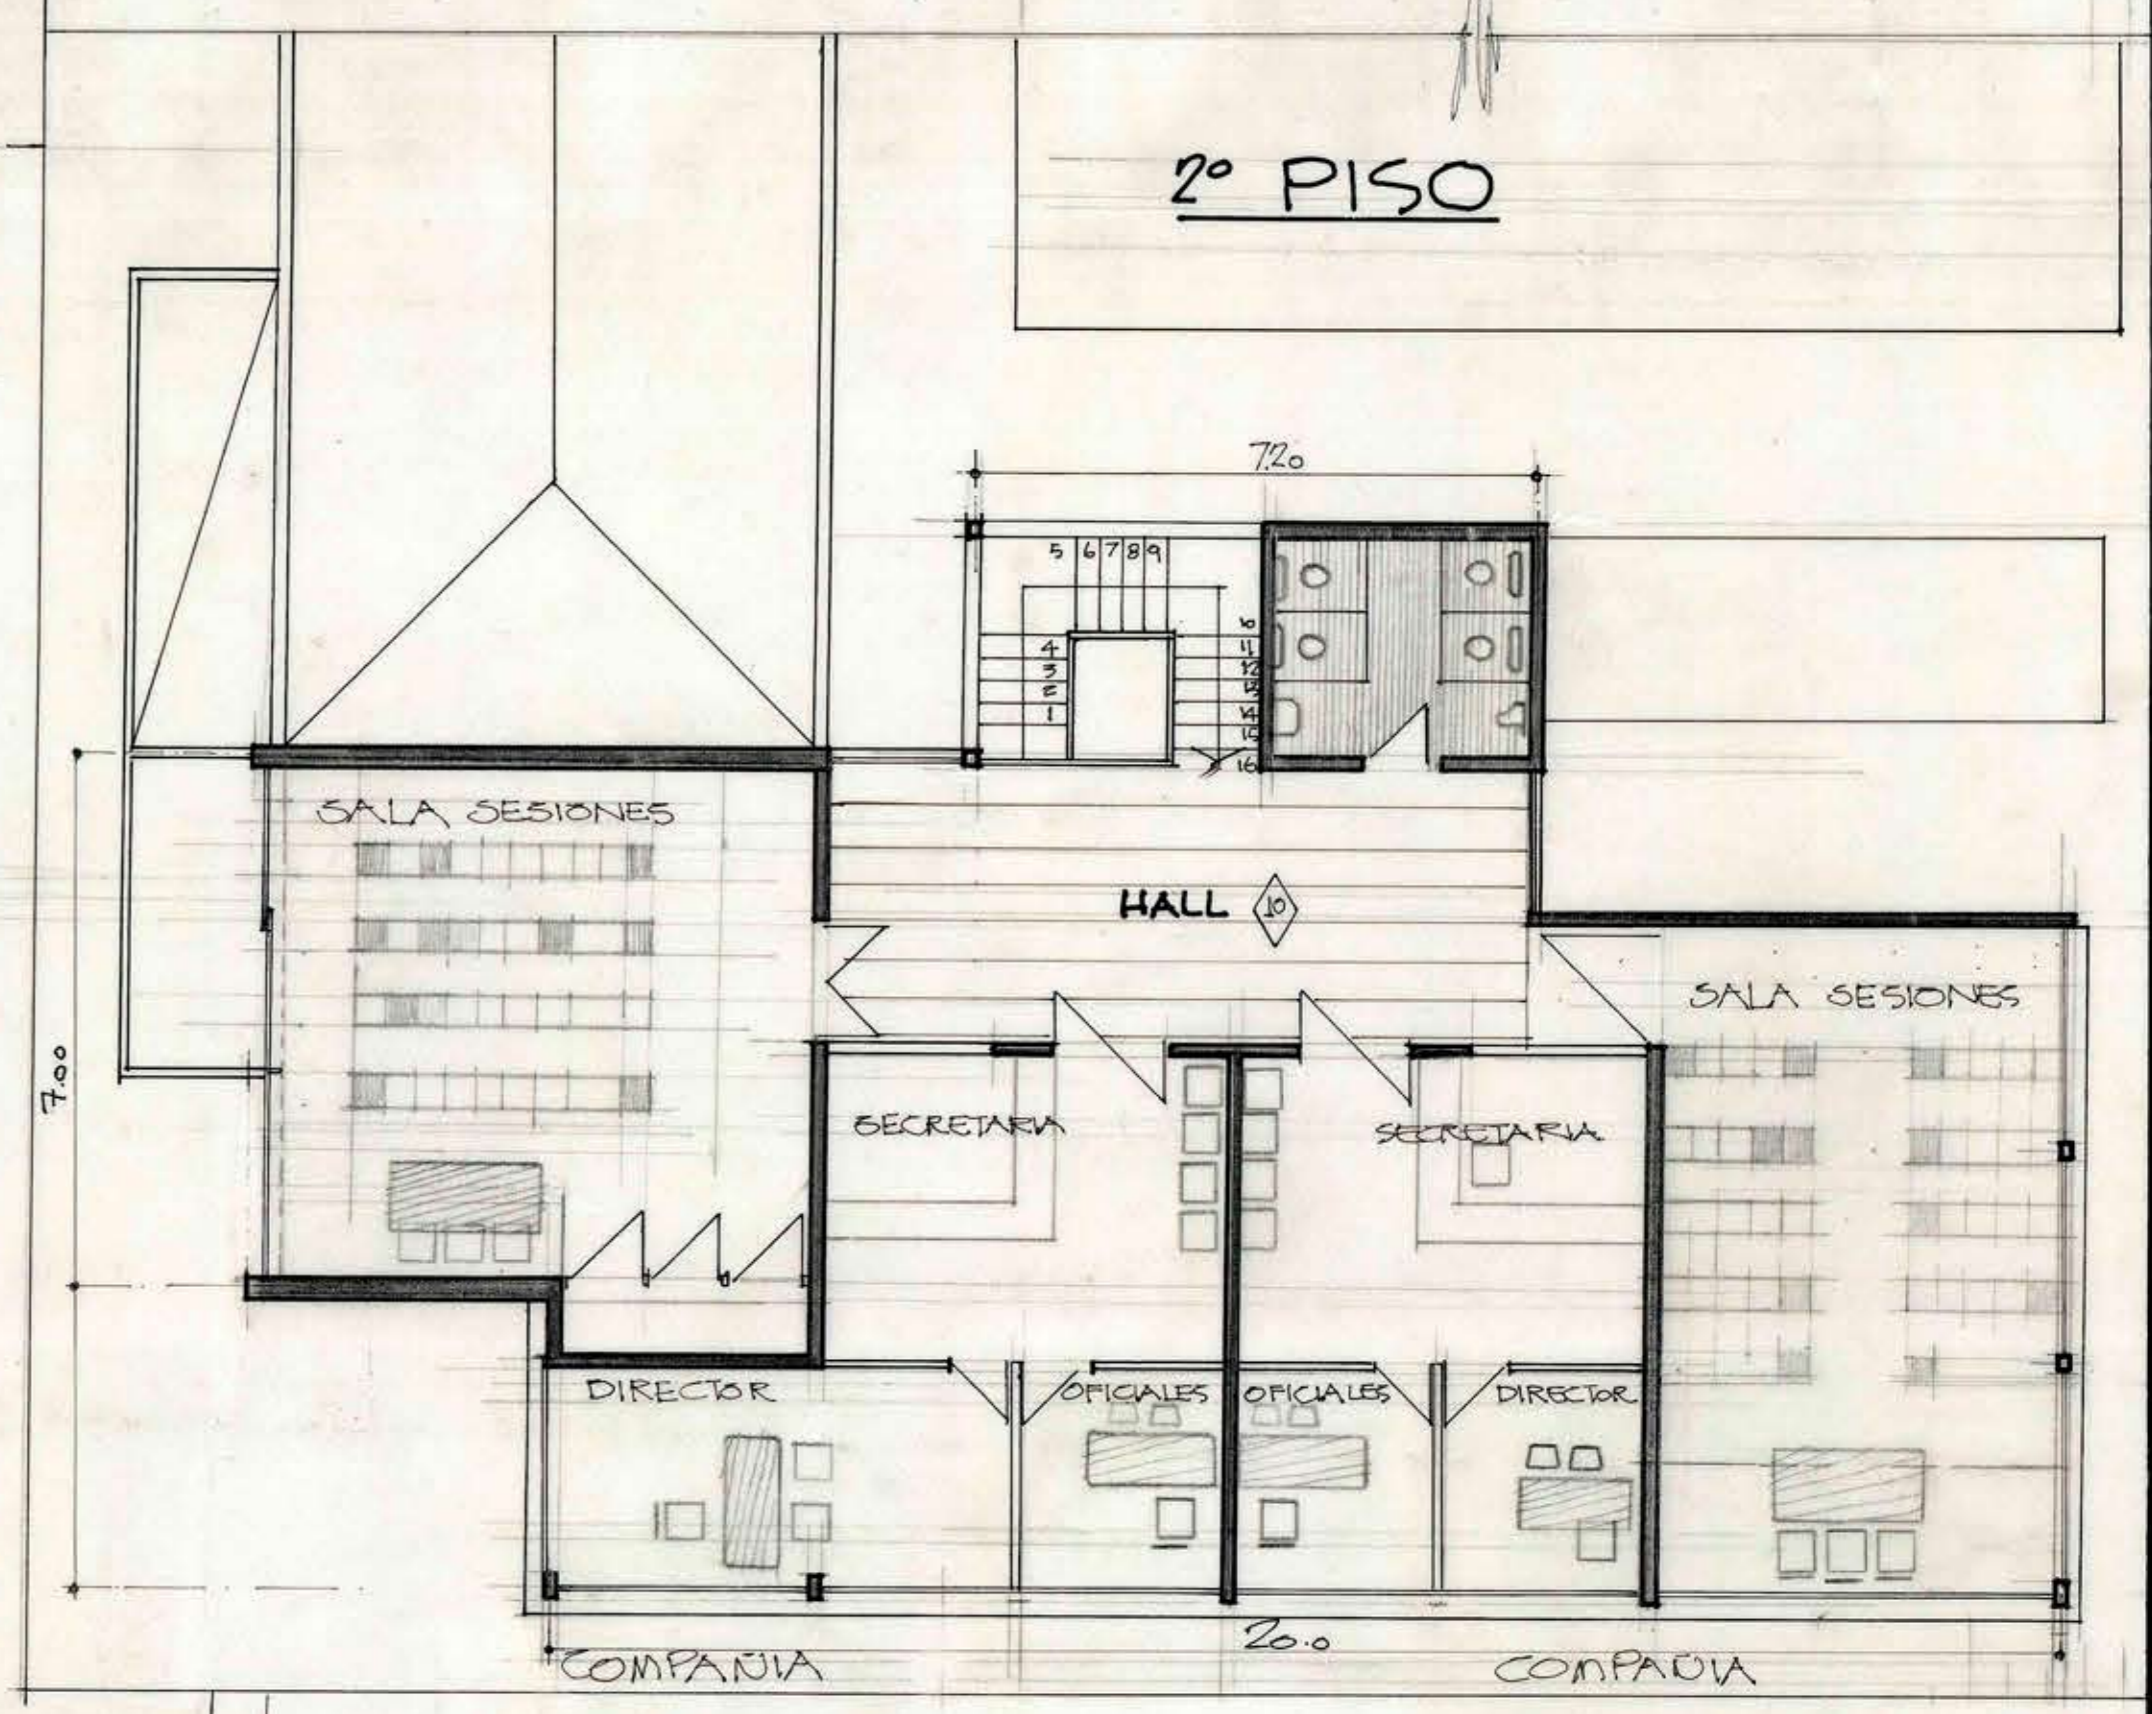 2º PISO
7.20
5 6 7 8 9
4
3
2
1
11
12
13
14
15
16
SALA SESIONES
HALL 10
SALA SESIONES
7.00
SECRETARIA
SECRETARIA
DIRECTOR
OFICIALES
OFICIALES
DIRECTOR
20.0
COMPAÑIA
COMPAÑIA